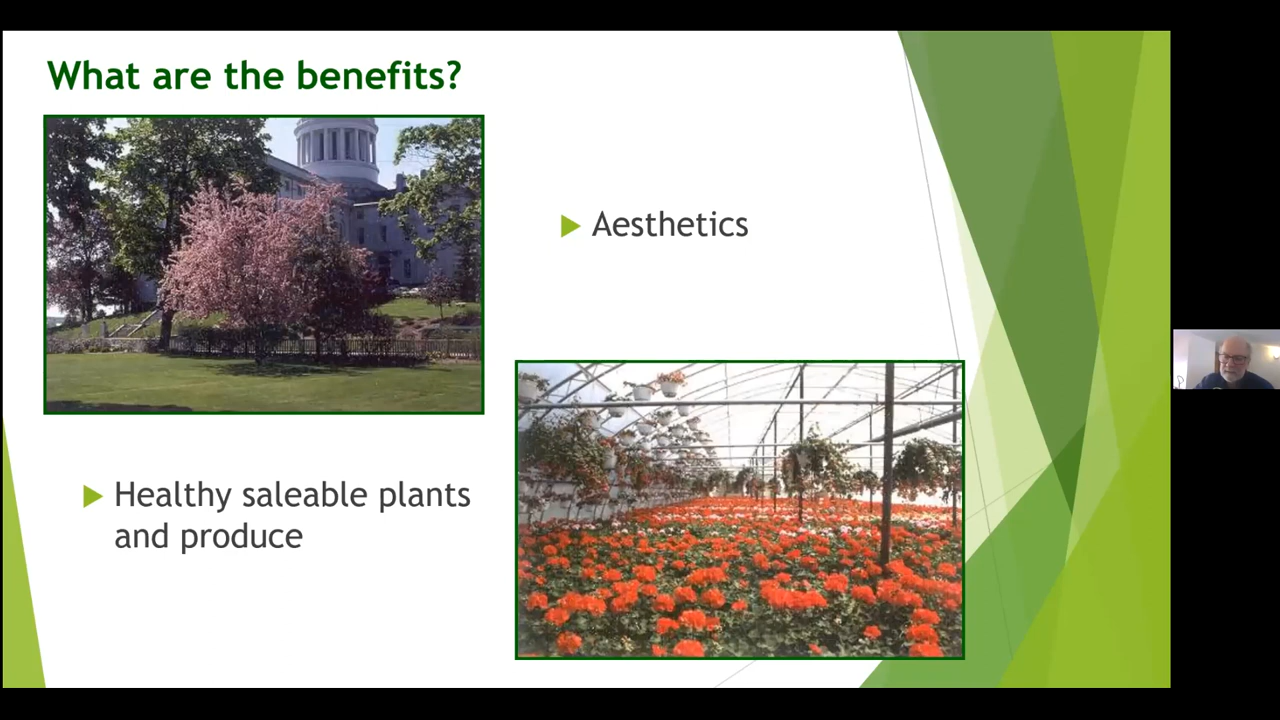 What are the benefits?
Aesthetics
Healthy saleable plants
and produce